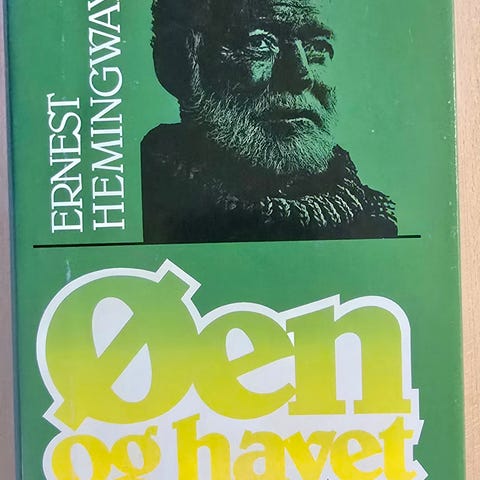 ERNEST
HEMINGWAY
Øen
og havet